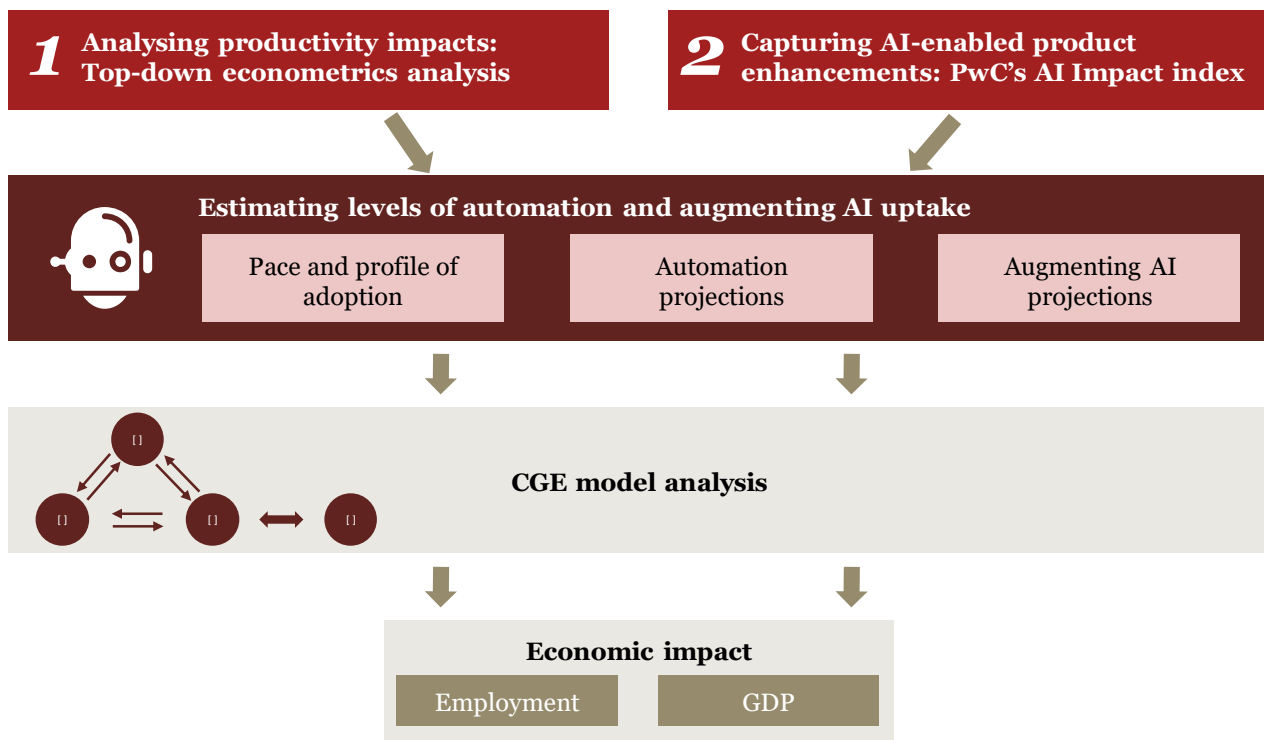 1
Analysing productivity impacts:
Top-down econometrics analysis
2
Capturing AI-enabled product
enhancements: PwC’s AI Impact index
Estimating levels of automation and augmenting AI uptake
Pace and profile of
adoption
Automation
projections
Augmenting AI
projections
[ ]
CGE model analysis
[ ]
[ ]
[ ]
Economic impact
Employment
GDP